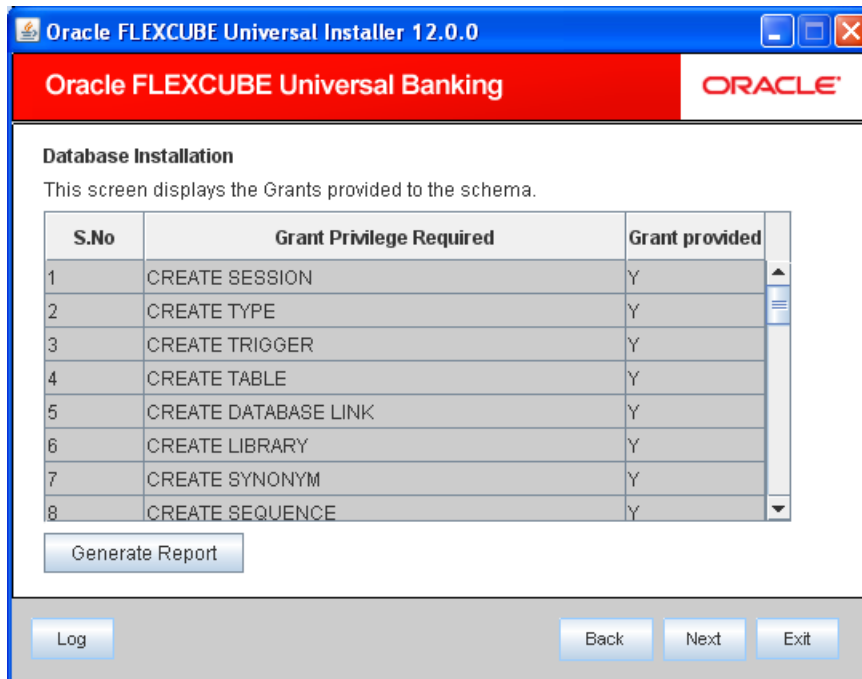 Oracle FLEXCUBE Universal Installer 12.0.0
Oracle FLEXCUBE Universal Banking
ORACLE
Database Installation
This screen displays the Grants provided to the schema.
S.No Grant Privilege Required Grant provided
1 CREATE SESSION Y
2 CREATE TYPE Y
3 CREATE TRIGGER Y
4 CREATE TABLE Y
5 CREATE DATABASE LINK Y
6 CREATE LIBRARY Y
7 CREATE SYNONYM Y
8 CREATE SEQUENCE Y
Generate Report
Log Back Next Exit